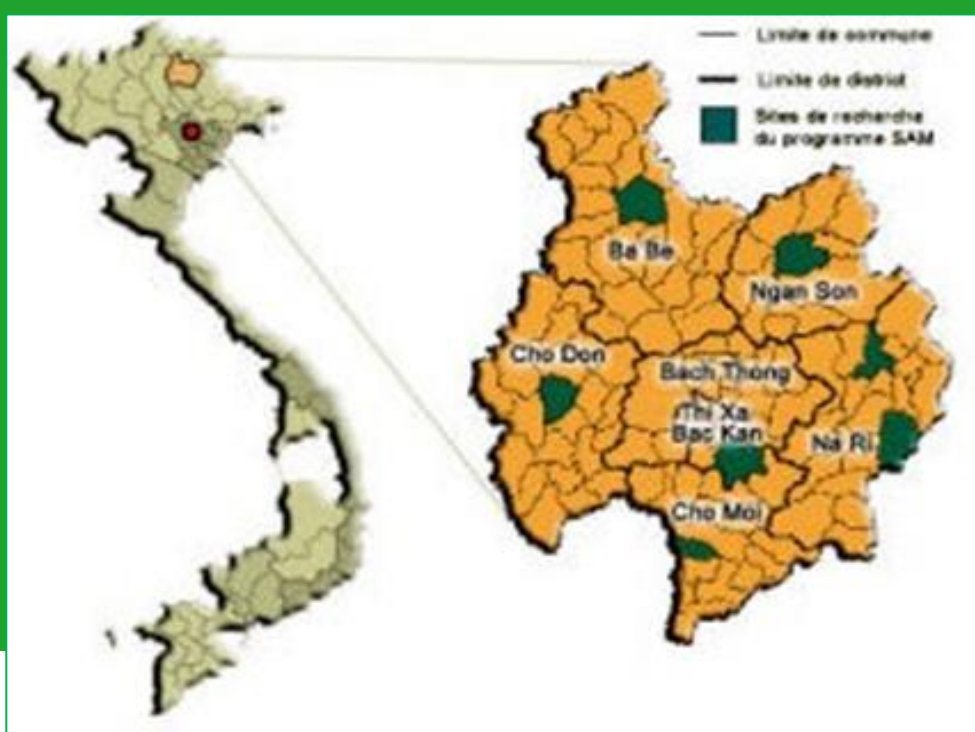 Limite de commune
Limite de district
Sites de recherche
du programme SAM
Ba Be
Ngan Son
Cho Don
Bach Thong
Thi Xa
Bac Kan
Na Ri
Cho Moi